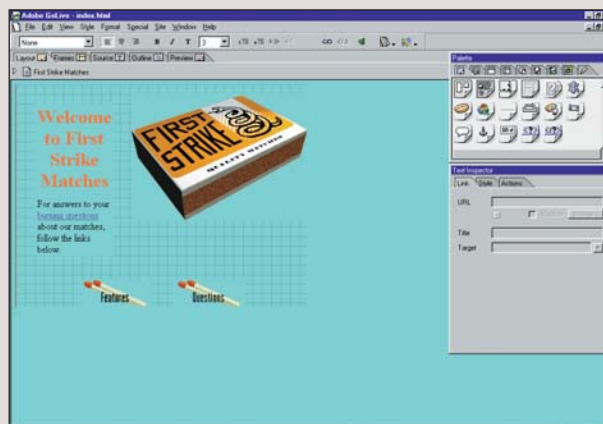 Adobe GoLive - index.html
File Edit View Style Format Special Site Window Help
None B I T 3
Layout Frames Source Outline Preview
First Strike Matches
Welcome
to First
Strike
Matches
For answers to your
burning questions
about our matches,
follow the links
below.
FIRST
STRIKE
QUALITY MATCHES
Features Questions
Palette
Text Inspector
Link Style Actions
URL
Title
Target